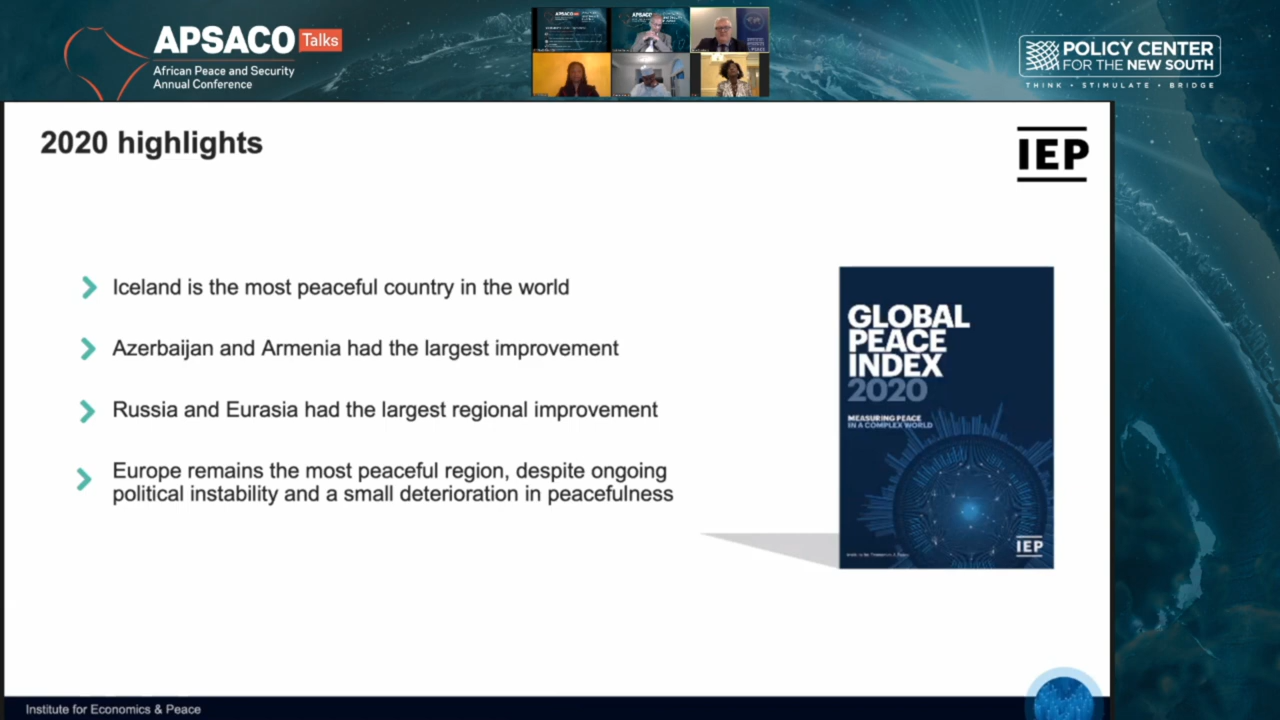 APSACO Talks
African Peace and Security
Annual Conference
POLICY CENTER
FOR THE NEW SOUTH
THINK • STIMULATE • BRIDGE
2020 highlights
IEP
Iceland is the most peaceful country in the world
Azerbaijan and Armenia had the largest improvement
Russia and Eurasia had the largest regional improvement
Europe remains the most peaceful region, despite ongoing
political instability and a small deterioration in peacefulness
GLOBAL
PEACE
INDEX
2020
MEASURING PEACE
IN A COMPLEX WORLD
IEP
Institute for Economics & Peace